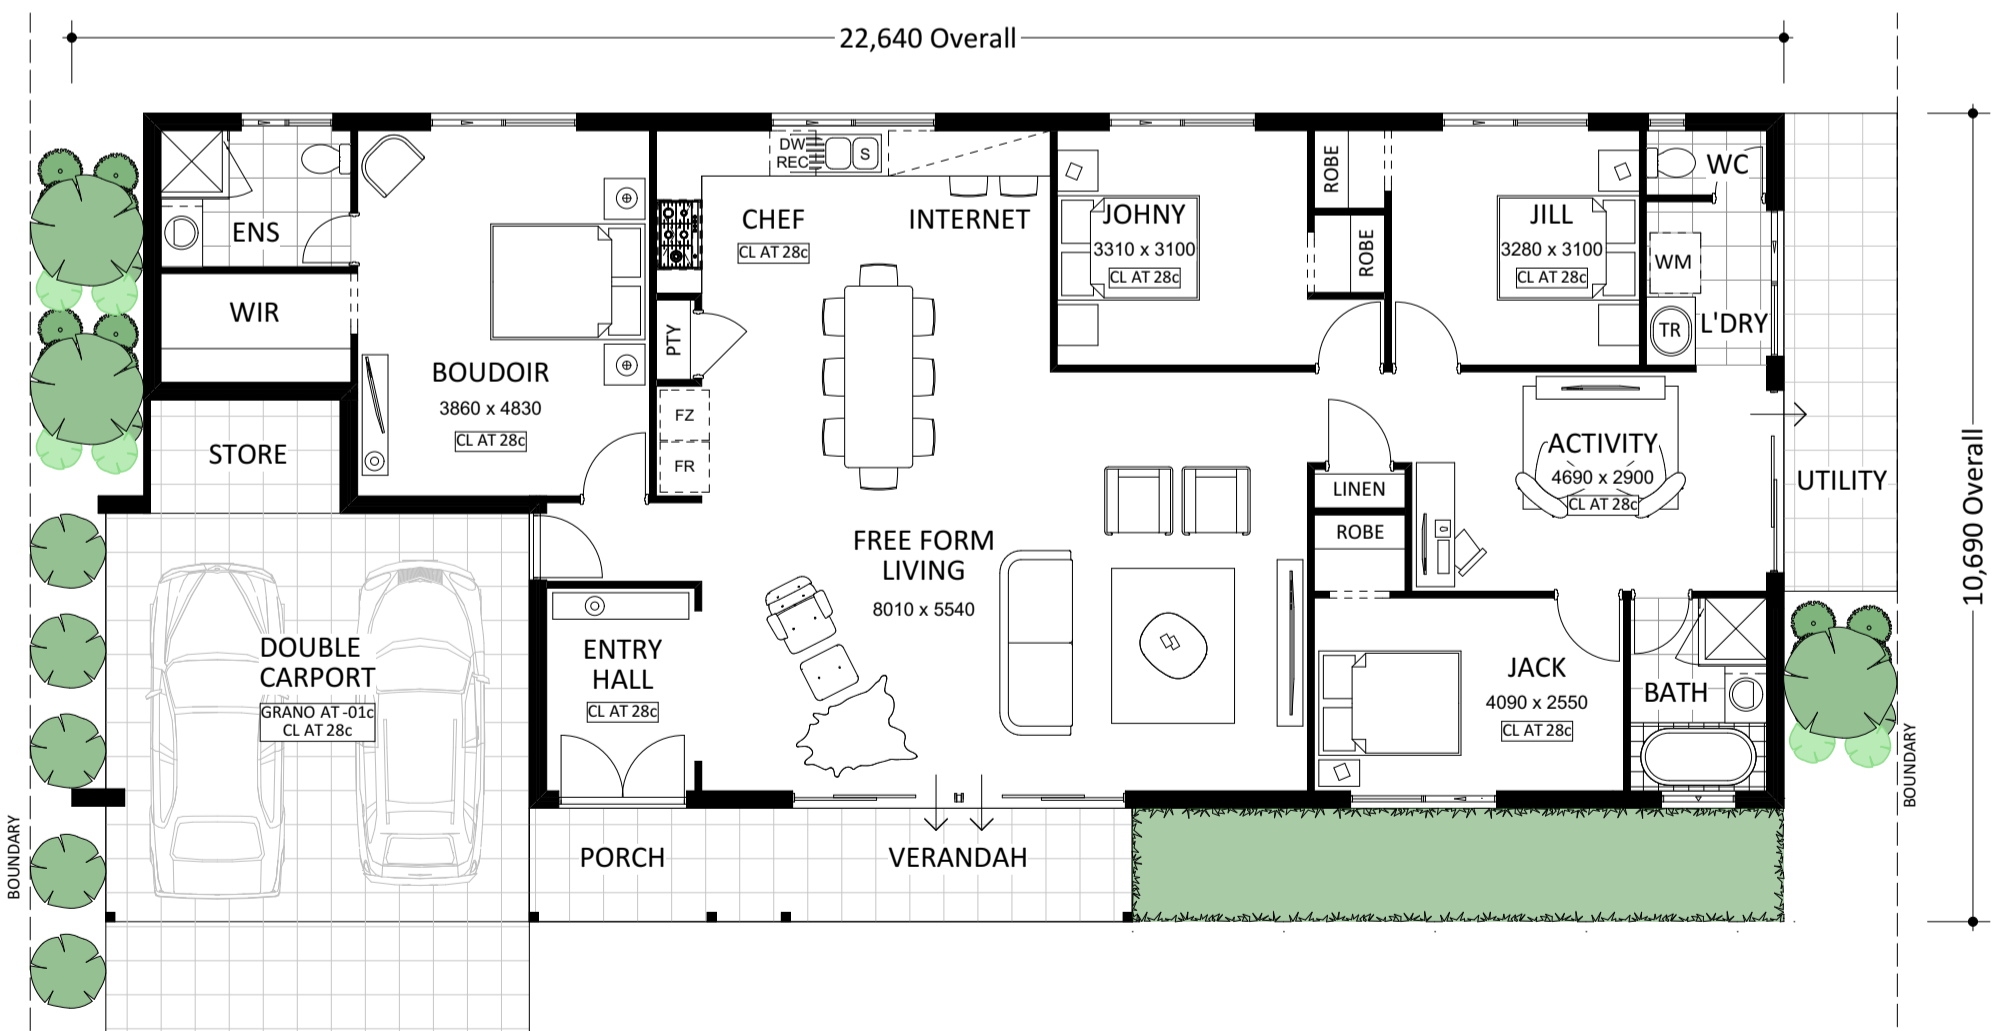 22,640 Overall
DW
REC
S
ROBE
WC
ENS
CHEF
CL AT 28c
INTERNET
JOHNY
3310 x 3100
CL AT 28c
ROBE
JILL
3280 x 3100
CL AT 28c
WM
WIR
PTY
TR
L'DRY
BOUDOIR
3860 x 4830
CL AT 28c
FZ
FR
STORE
ACTIVITY
4690 x 2900
CL AT 28c
UTILITY
10,690 Overall
LINEN
ROBE
FREE FORM
LIVING
8010 x 5540
DOUBLE
CARPORT
GRANO AT -01c
CL AT 28c
ENTRY
HALL
CL AT 28c
JACK
4090 x 2550
CL AT 28c
BATH
BOUNDARY
BOUNDARY
PORCH
VERANDAH